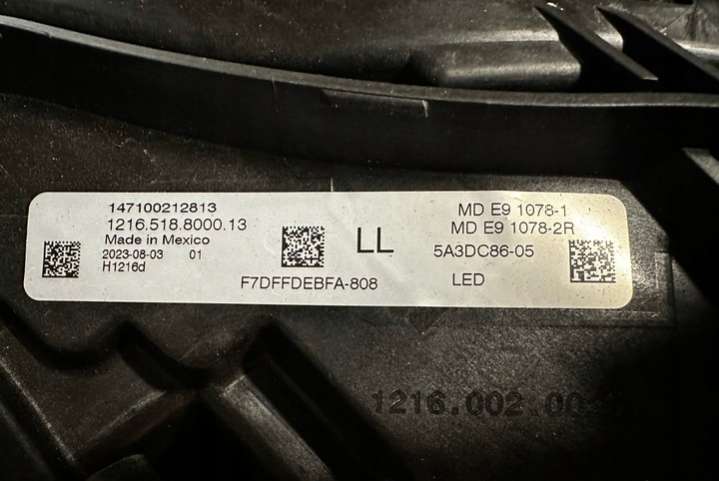 147100212813
1216.518.8000.13
Made in Mexico
2023-08-03 01
H1216d
LL
F7DFFDEBFA-808
MD E9 1078-1
MD E9 1078-2R
5A3DC86-05
LED
1216.002.00